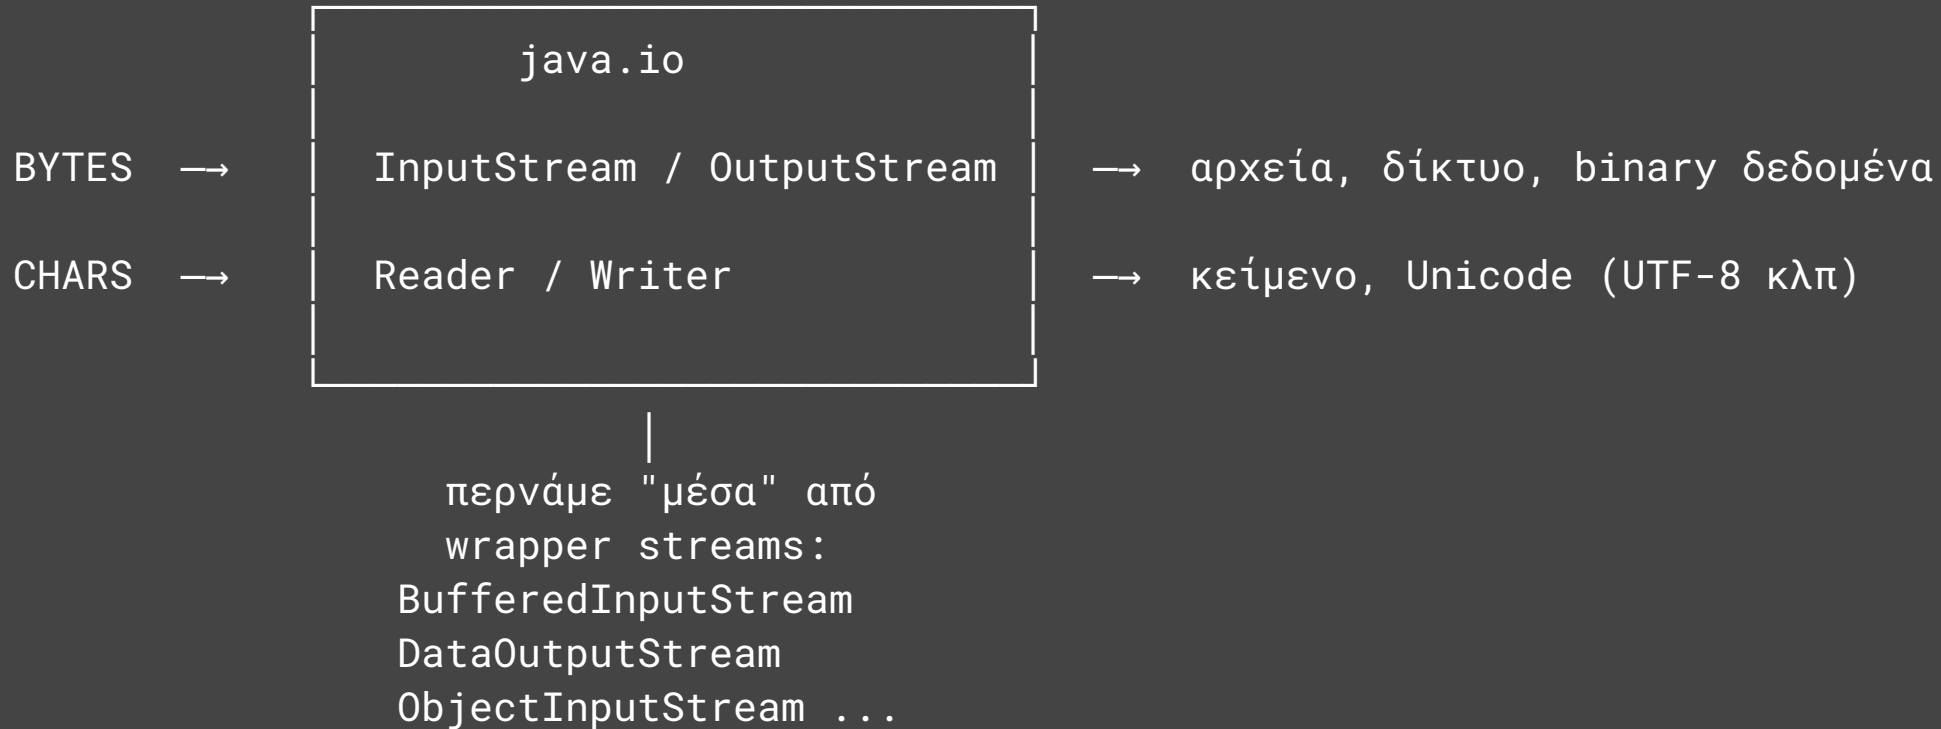 java.io
BYTES —→ InputStream / OutputStream —→ αρχεία, δίκτυο, binary δεδομένα
CHARS —→ Reader / Writer —→ κείμενο, Unicode (UTF-8 κλπ)
περνάμε "μέσα" από
wrapper streams:
BufferedInputStream
DataOutputStream
ObjectInputStream ...